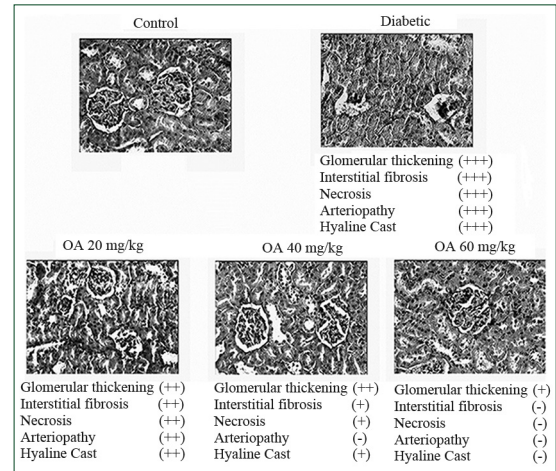 Control
Diabetic
Glomerular thickening (+++)
Interstitial fibrosis (+++)
Necrosis (+++)
Arteriopathy (+++)
Hyaline Cast (+++)
OA 20 mg/kg
OA 40 mg/kg
OA 60 mg/kg
Glomerular thickening (++)
Interstitial fibrosis (++)
Necrosis (++)
Arteriopathy (++)
Hyaline Cast (++)
Glomerular thickening (++)
Interstitial fibrosis (+)
Necrosis (+)
Arteriopathy (-)
Hyaline Cast (+)
Glomerular thickening (+)
Interstitial fibrosis (-)
Necrosis (-)
Arteriopathy (-)
Hyaline Cast (-)